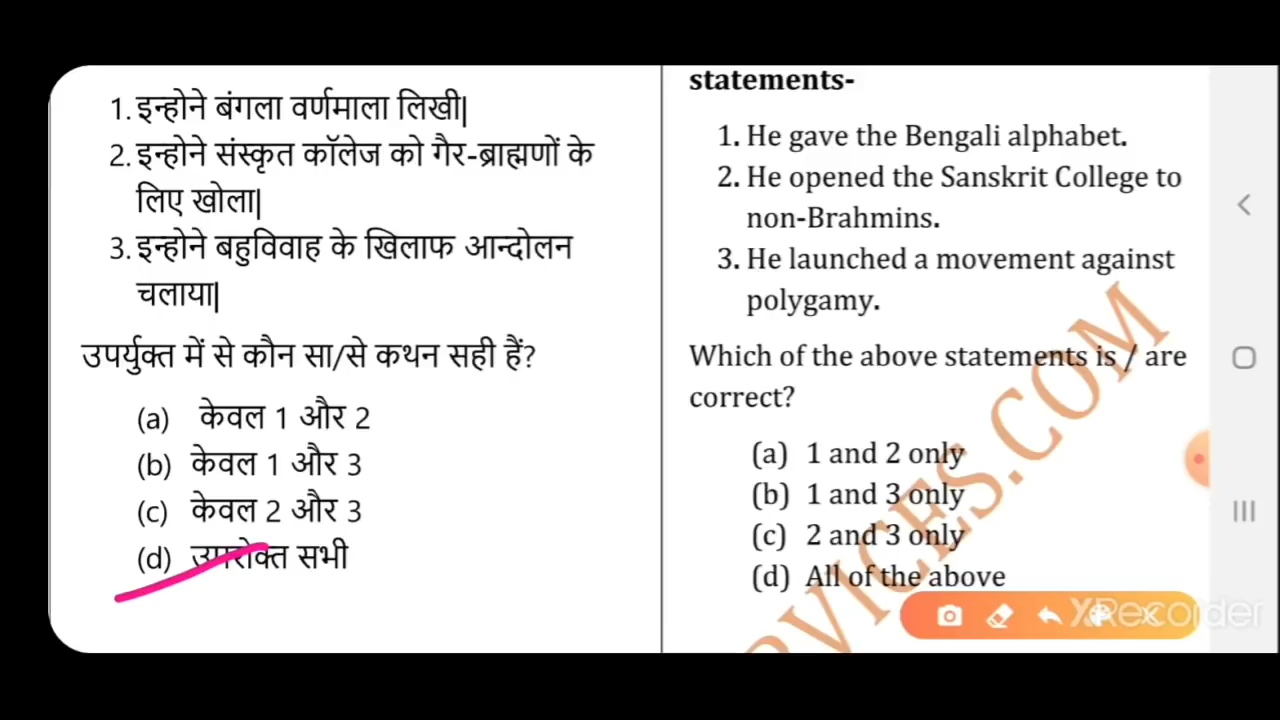 1. इन्होने बंगला वर्णमाला लिखी|
2. इन्होने संस्कृत कॉलेज को गैर-ब्राह्मणों के
लिए खोला|
3. इन्होने बहुविवाह के खिलाफ आन्दोलन
चलाया|
उपर्युक्त में से कौन सा/से कथन सही हैं?
(a) केवल 1 और 2
(b) केवल 1 और 3
(c) केवल 2 और 3
(d) उपरोक्त सभी
statements-
1. He gave the Bengali alphabet.
2. He opened the Sanskrit College to
non-Brahmins.
3. He launched a movement against
polygamy.
Which of the above statements is / are
correct?
(a) 1 and 2 only
(b) 1 and 3 only
(c) 2 and 3 only
(d) All of the above
RVICES.COM
XRecorder